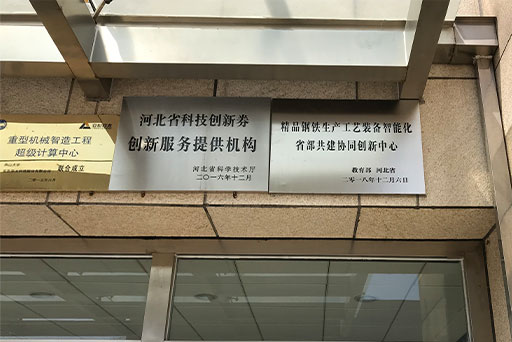 重型机械智造工程
超级计算中心
联合成立
河北省科技创新券
创新服务提供机构
河北省科学技术厅
二〇一六年十二月
精品钢铁生产工艺装备智能化
省部共建协同创新中心
教育部 河北省
二〇一八年十二月六日